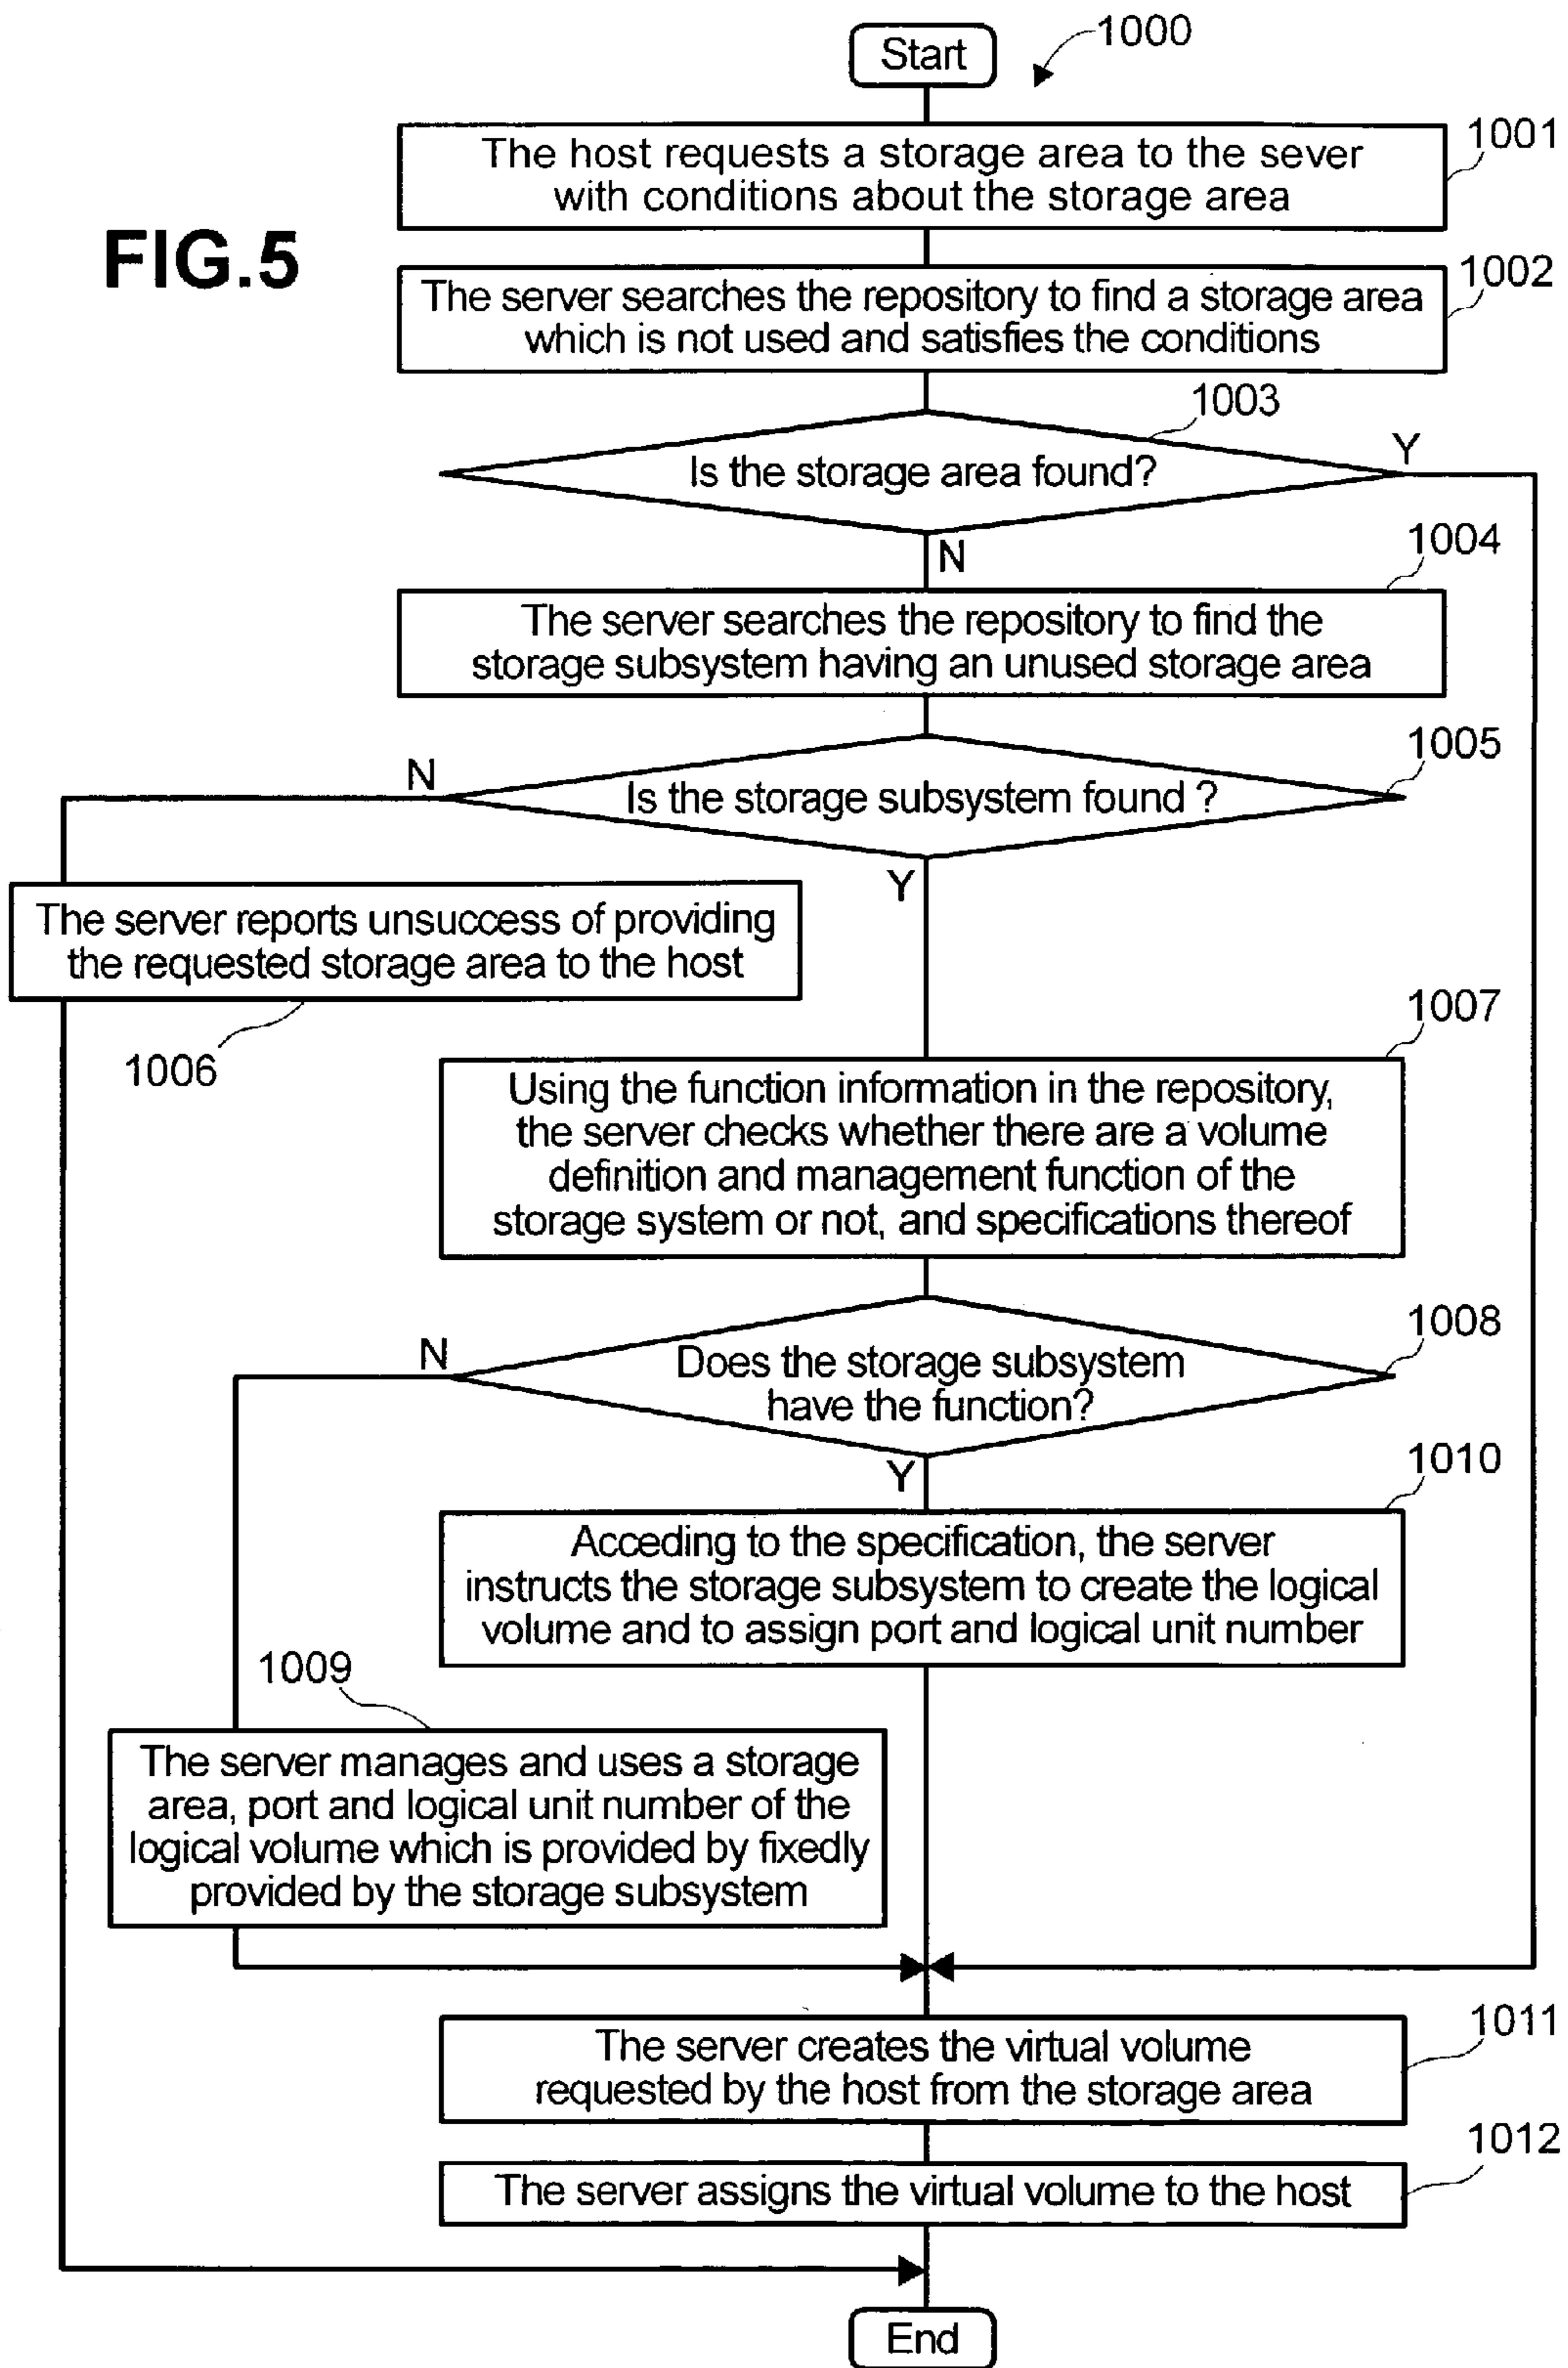 Start
1000
The host requests a storage area to the sever
with conditions about the storage area
1001
FIG.5
The server searches the repository to find a storage area
which is not used and satisfies the conditions
1002
1003
Is the storage area found?
Y
N
1004
The server searches the repository to find the
storage subsystem having an unused storage area
1005
N
Is the storage subsystem found ?
Y
The server reports unsuccess of providing
the requested storage area to the host
1006
1007
Using the function information in the repository,
the server checks whether there are a volume
definition and management function of the
storage system or not, and specifications thereof
1008
N
Does the storage subsystem
have the function?
Y
1010
Acceding to the specification, the server
instructs the storage subsystem to create the logical
volume and to assign port and logical unit number
1009
The server manages and uses a storage
area, port and logical unit number of the
logical volume which is provided by fixedly
provided by the storage subsystem
The server creates the virtual volume
requested by the host from the storage area
1011
The server assigns the virtual volume to the host
1012
End